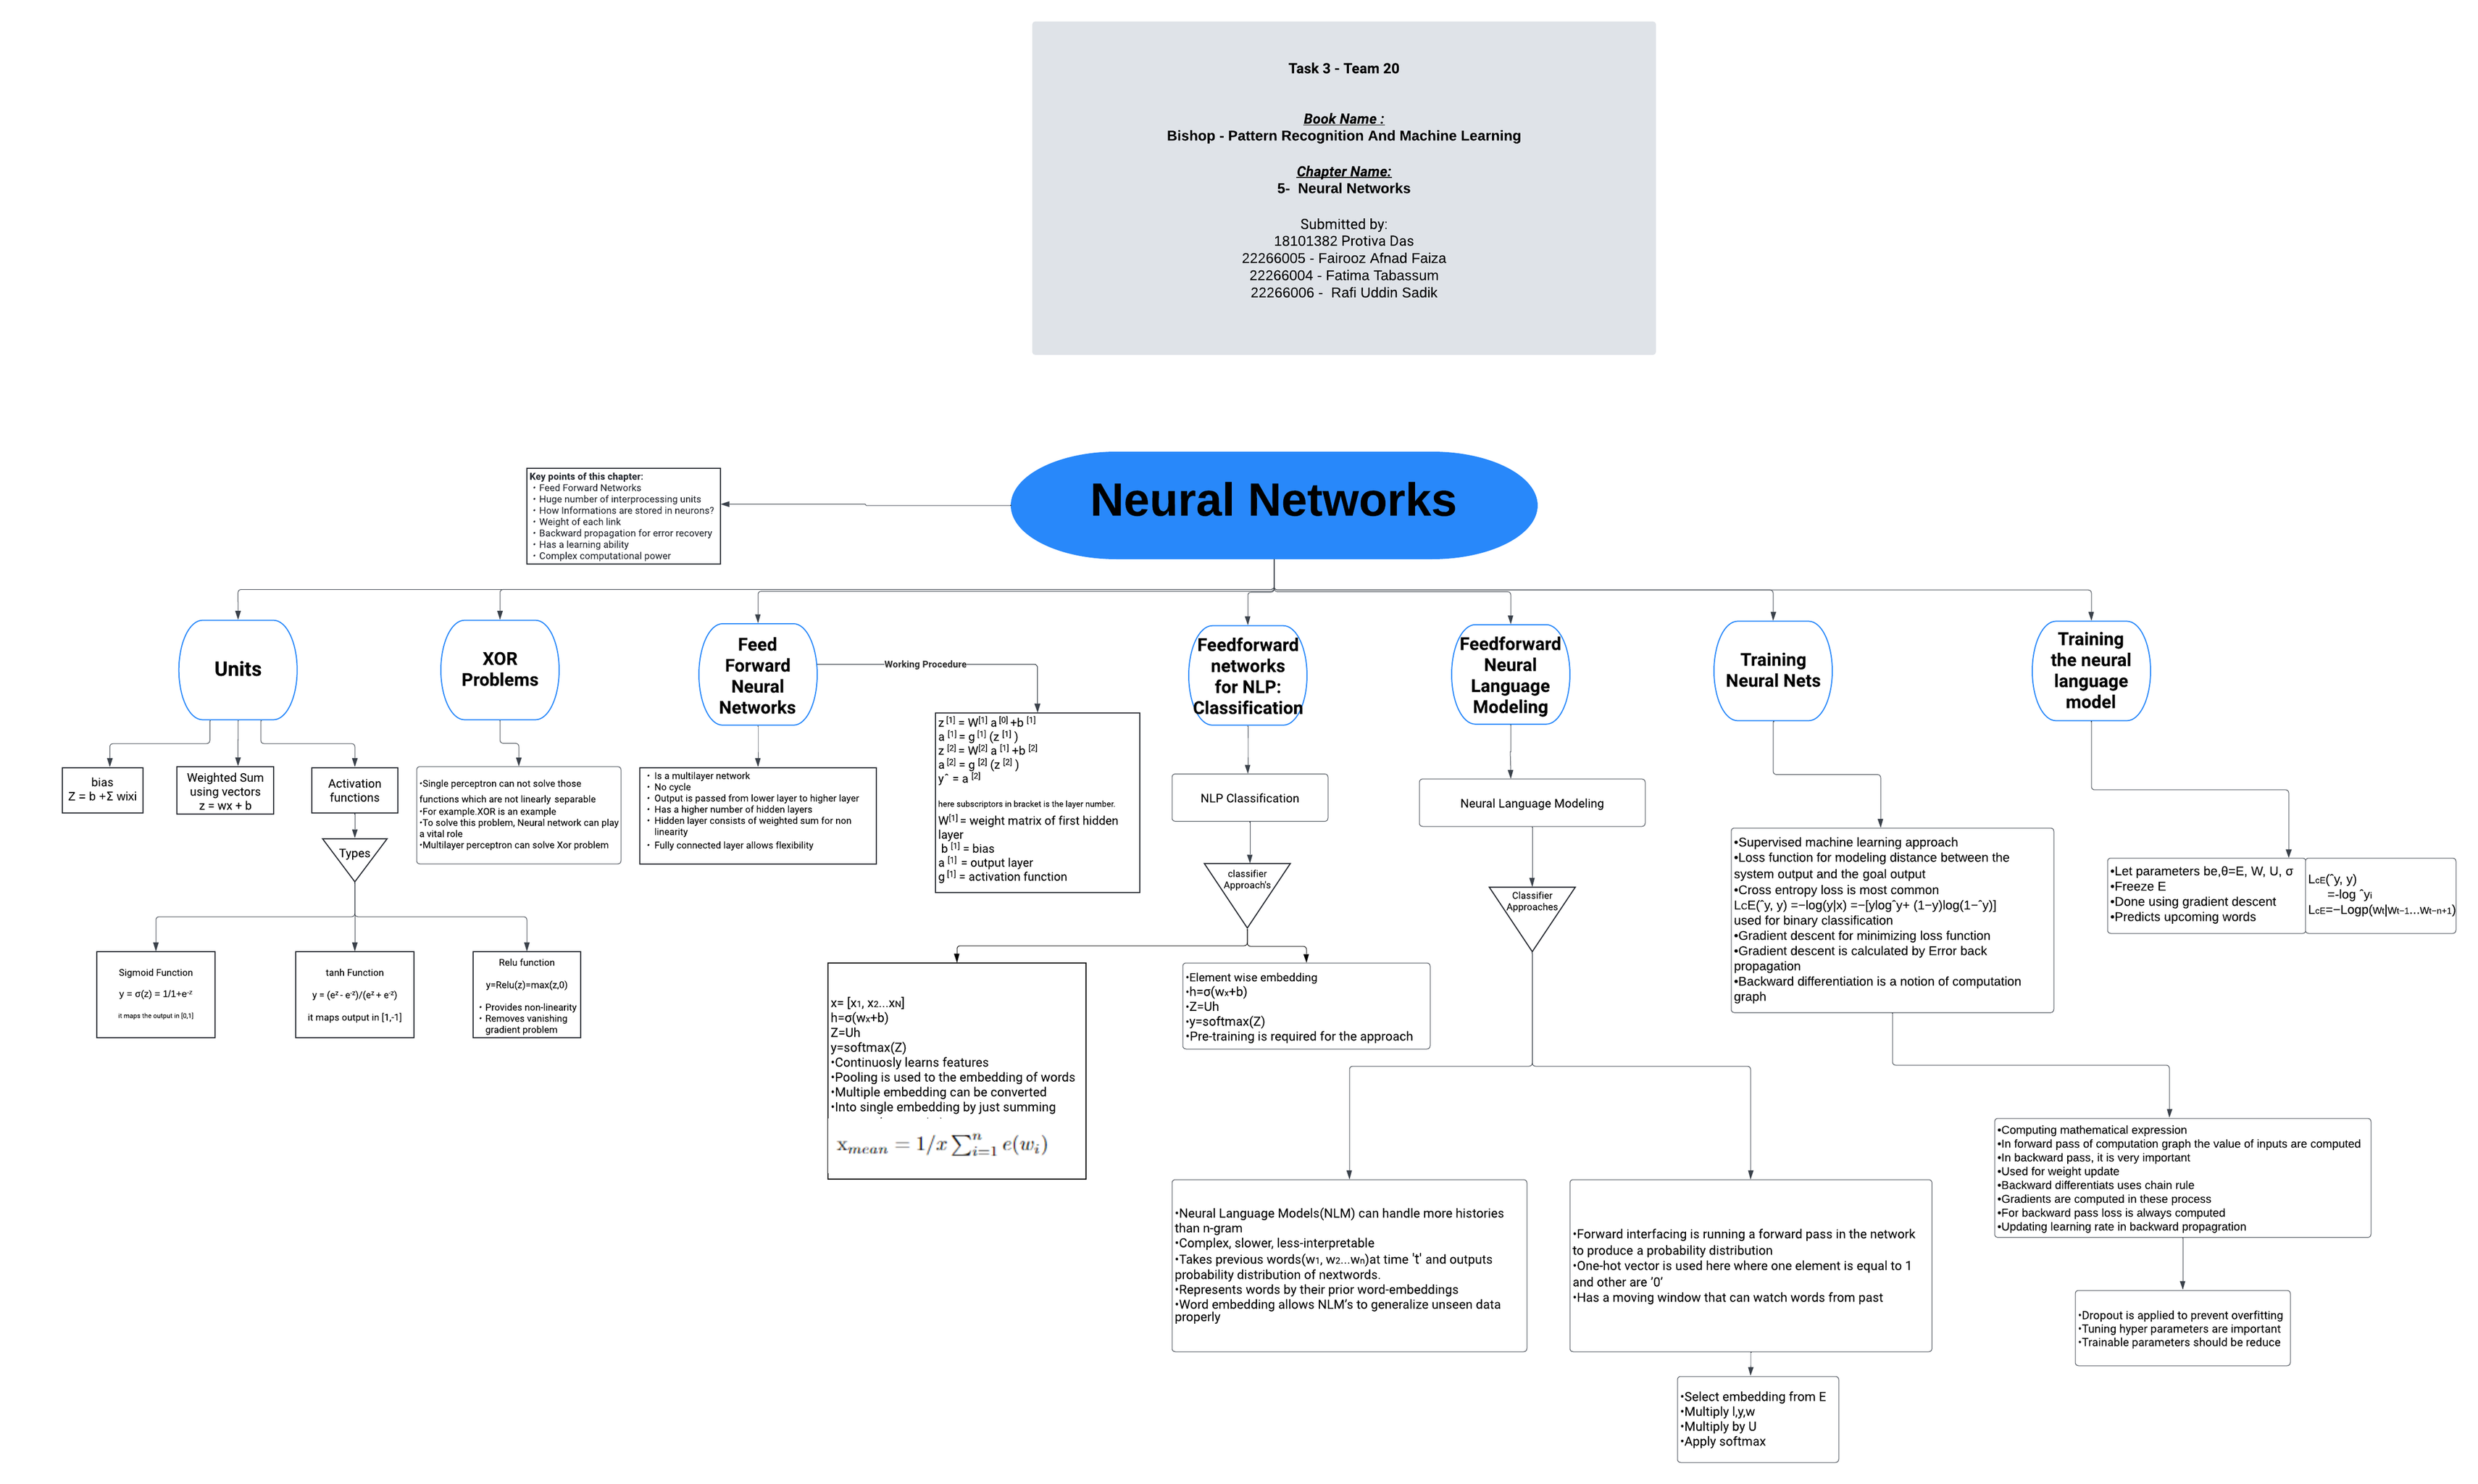 Task 3 - Team 20
Book Name :
Bishop - Pattern Recognition And Machine Learning
Chapter Name:
5- Neural Networks
Submitted by:
18101382 Protiva Das
22266005 - Fairooz Afnad Faiza
22266004 - Fatima Tabassum
22266006 - Rafi Uddin Sadik
Neural Networks
Key points of this chapter:
• Feed Forward Networks
• Huge number of interprocessing units
• How Informations are stored in neurons?
• Weight of each link
• Backward propagation for error recovery
• Has a learning ability
• Complex computational power
Units
bias
Z = b +Σ wixi
Weighted Sum
using vectors
z = wx + b
Activation
functions
Types
Sigmoid Function
y = σ(z) = 1/1+e^-z
it maps the output in [0,1]
tanh Function
y = (e^z - e^-z)/(e^z + e^-z)
it maps output in [1,-1]
Relu function
y=Relu(z)=max(z,0)
• Provides non-linearity
• Removes vanishing
gradient problem
XOR
Problems
•Single perceptron can not solve those
functions which are not linearly separable
•For example.XOR is an example
•To solve this problem, Neural network can play
a vital role
•Multilayer perceptron can solve Xor problem
Feed
Forward
Neural
Networks
• Is a multilayer network
• No cycle
• Output is passed from lower layer to higher layer
• Has a higher number of hidden layers
• Hidden layer consists of weighted sum for non
linearity
• Fully connected layer allows flexibility
Working Procedure
z [1] = W[1] a [0] +b [1]
a [1] = g [1] (z [1] )
z [2] = W[2] a [1] +b [2]
a [2] = g [2] (z [2] )
yˆ = a [2]
here subscriptors in bracket is the layer number.
W[1] = weight matrix of first hidden
layer
b [1] = bias
a [1] = output layer
g [1] = activation function
Feedforward
networks
for NLP:
Classification
NLP Classification
classifier
Approach's
x= [x1, x2...xN]
h=σ(wx+b)
Z=Uh
y=softmax(Z)
•Continuosly learns features
•Pooling is used to the embedding of words
•Multiple embedding can be converted
•Into single embedding by just summing
x_mean = 1/x ∑_{i=1}^{n} e(w_i)
•Element wise embedding
•h=σ(wx+b)
•Z=Uh
•y=softmax(Z)
•Pre-training is required for the approach
Feedforward
Neural
Language
Modeling
Neural Language Modeling
Classifier
Approaches
•Neural Language Models(NLM) can handle more histories
than n-gram
•Complex, slower, less-interpretable
•Takes previous words(w1, w2...wn)at time 't' and outputs
probability distribution of nextwords.
•Represents words by their prior word-embeddings
•Word embedding allows NLM's to generalize unseen data
properly
•Forward interfacing is running a forward pass in the network
to produce a probability distribution
•One-hot vector is used here where one element is equal to 1
and other are '0'
•Has a moving window that can watch words from past
•Select embedding from E
•Multiply l,y,w
•Multiply by U
•Apply softmax
Training
Neural Nets
•Supervised machine learning approach
•Loss function for modeling distance between the
system output and the goal output
•Cross entropy loss is most common
LcE(ˆy, y) =−log(y|x) =−[ylogˆy+ (1−y)log(1−ˆy)]
used for binary classification
•Gradient descent for minimizing loss function
•Gradient descent is calculated by Error back
propagation
•Backward differentiation is a notion of computation
graph
•Computing mathematical expression
•In forward pass of computation graph the value of inputs are computed
•In backward pass, it is very important
•Used for weight update
•Backward differentiats uses chain rule
•Gradients are computed in these process
•For backward pass loss is always computed
•Updating learning rate in backward propagration
•Dropout is applied to prevent overfitting
•Tuning hyper parameters are important
•Trainable parameters should be reduce
Training
the neural
language
model
•Let parameters be,θ=E, W, U, σ
•Freeze E
•Done using gradient descent
•Predicts upcoming words
LcE(ˆy, y)
=-log ˆyi
LcE=−Logp(wt|wt−1...wt−n+1)